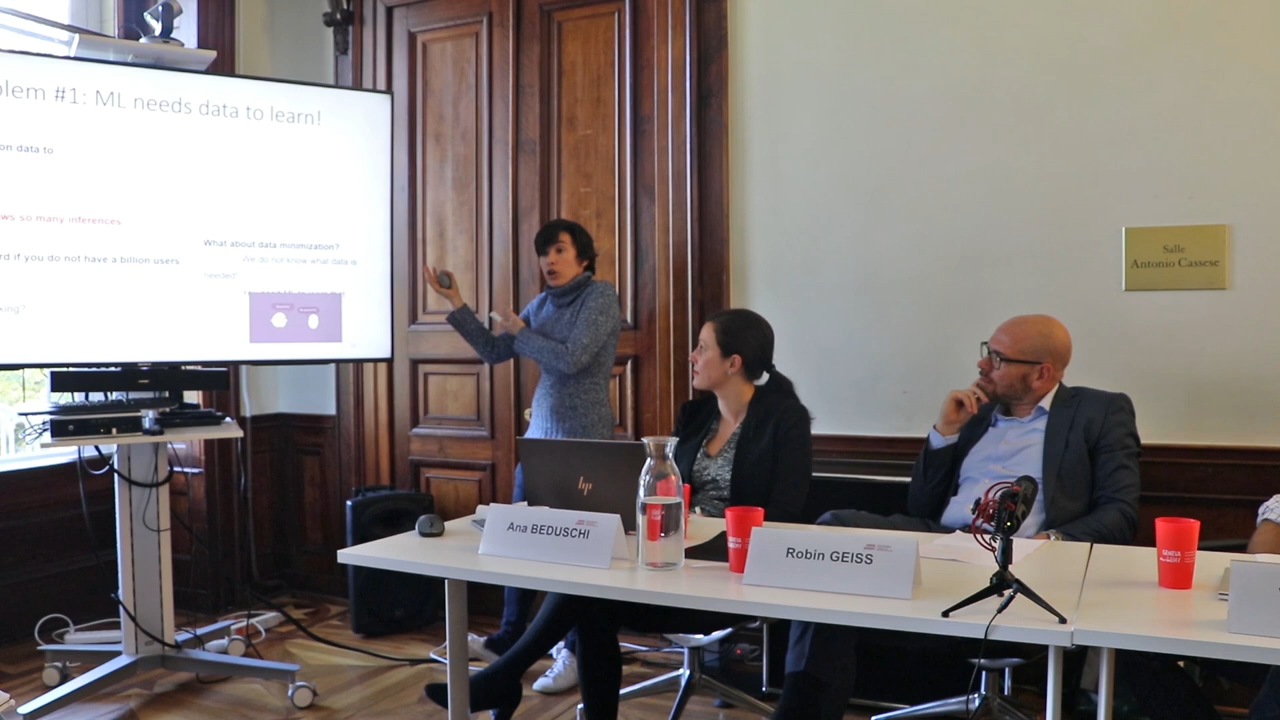 blem #1: ML needs data to learn!
on data to
ws so many inferences
What about data minimization?
rd if you do not have a billion users
We do not know what data is
needed"
king?
Salle
Antonio Cassese
hp
Ana BEDUSCHI
Robin GEISS
GENEVA